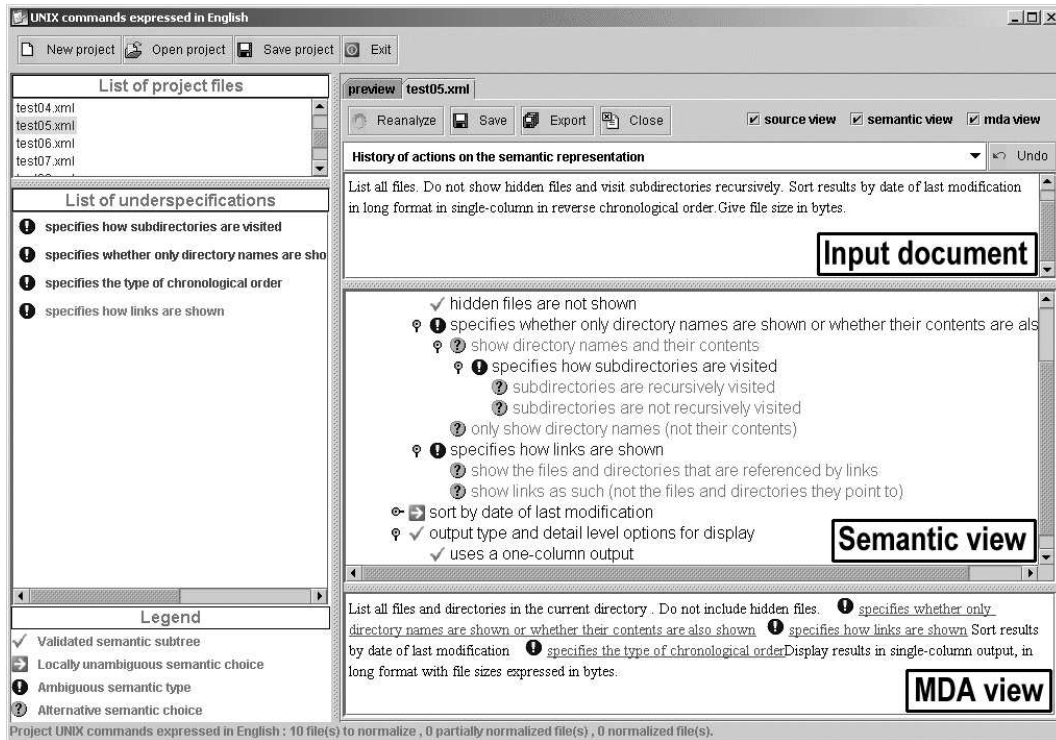 UNIX commands expressed in English
New project Open project Save project Exit
List of project files
test04.xml
test05.xml
test06.xml
test07.xml
List of underspecifications
specifies how subdirectories are visited
specifies whether only directory names are sho
specifies the type of chronological order
specifies how links are shown
Legend
Validated semantic subtree
Locally unambiguous semantic choice
Ambiguous semantic type
Alternative semantic choice
preview test05.xml
Reanalyze Save Export Close source view semantic view mda view
History of actions on the semantic representation Undo
List all files. Do not show hidden files and visit subdirectories recursively. Sort results by date of last modification
in long format in single-column in reverse chronological order.Give file size in bytes.
Input document
hidden files are not shown
specifies whether only directory names are shown or whether their contents are als
show directory names and their contents
specifies how subdirectories are visited
subdirectories are recursively visited
subdirectories are not recursively visited
only show directory names (not their contents)
specifies how links are shown
show the files and directories that are referenced by links
show links as such (not the files and directories they point to)
sort by date of last modification
output type and detail level options for display
uses a one-column output
Semantic view
List all files and directories in the current directory . Do not include hidden files. specifies whether only
directory names are shown or whether their contents are also shown specifies how links are shown Sort results
by date of last modification specifies the type of chronological orderDisplay results in single-column output, in
long format with file sizes expressed in bytes.
MDA view
Project UNIX commands expressed in English : 10 file(s) to normalize , 0 partially normalized file(s) , 0 normalized file(s).